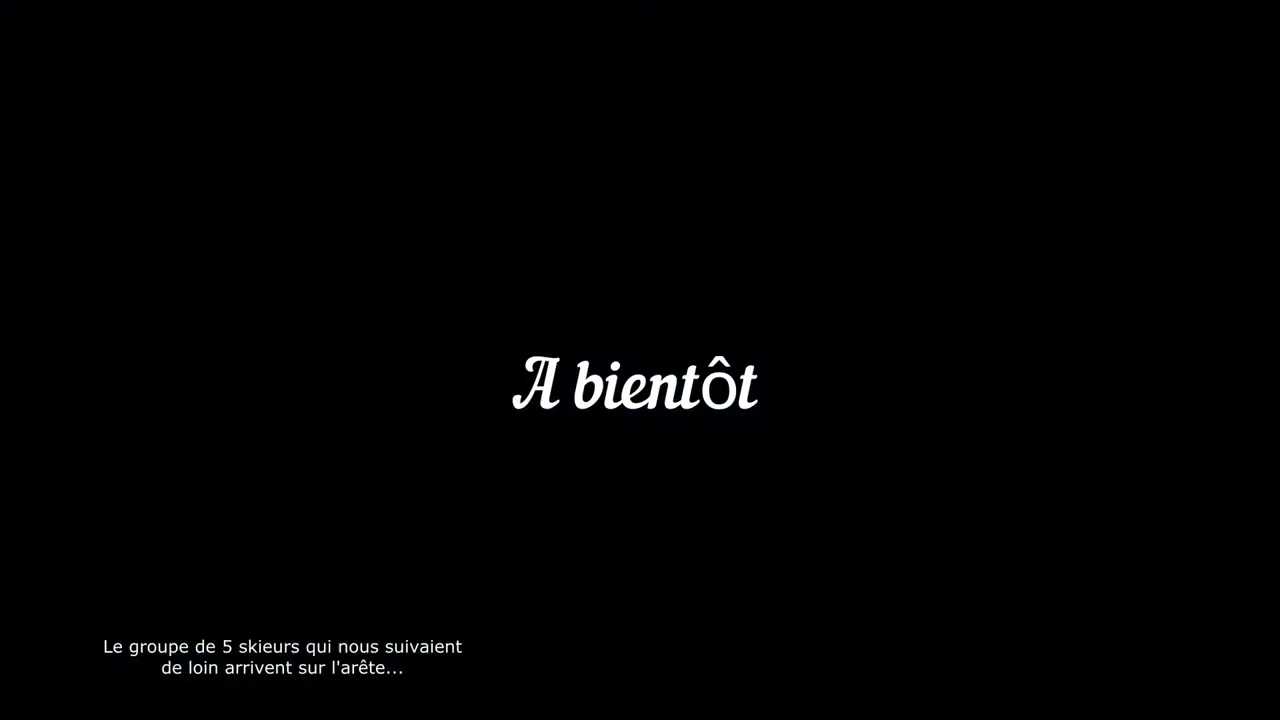 A bientôt
Le groupe de 5 skieurs qui nous suivaient
de loin arrivent sur l'arête...